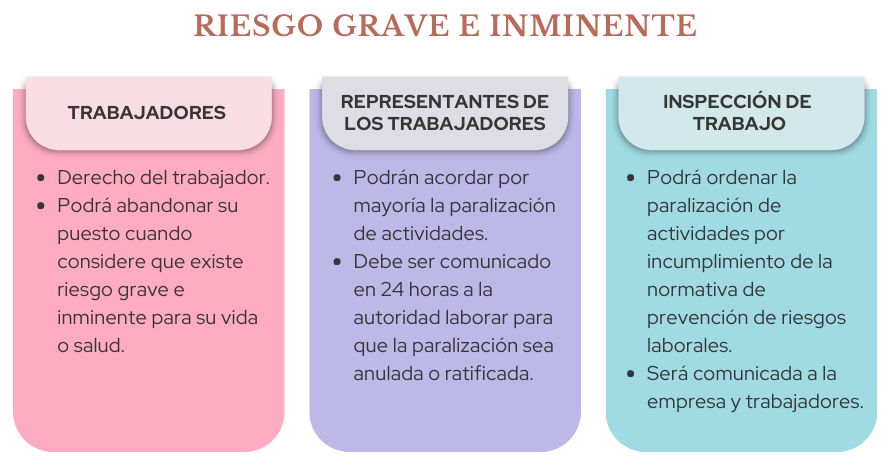 RIESGO GRAVE E INMINENTE
TRABAJADORES
• Derecho del trabajador.
• Podrá abandonar su
puesto cuando
considere que existe
riesgo grave e
inminente para su vida
o salud.
REPRESENTANTES DE
LOS TRABAJADORES
• Podrán acordar por
mayoría la paralización
de actividades.
• Debe ser comunicado
en 24 horas a la
autoridad laborar para
que la paralización sea
anulada o ratificada.
INSPECCIÓN DE
TRABAJO
• Podrá ordenar la
paralización de
actividades por
incumplimiento de la
normativa de
prevención de riesgos
laborales.
• Será comunicada a la
empresa y trabajadores.